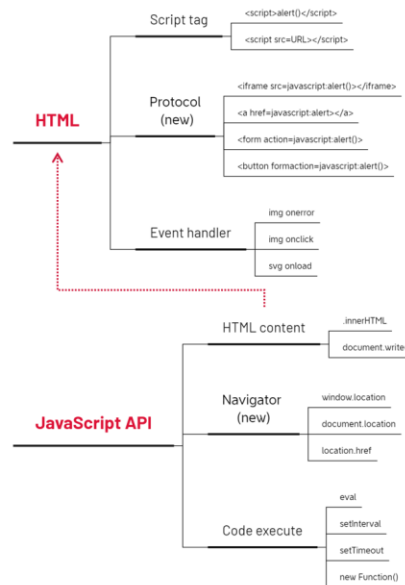 Script tag
<script>alert()</script>
<script src=URL></script>
HTML
Protocol
(new)
<iframe src=javascript:alert()></iframe>
<a href=javascript:alert></a>
<form action=javascript:alert()>
<button formaction=javascript:alert()>
Event handler
img onerror
img onclick
svg onload
JavaScript API
HTML content
.innerHTML
document.write
Navigator
(new)
window.location
document.location
location.href
Code execute
eval
setInterval
setTimeout
new Function()